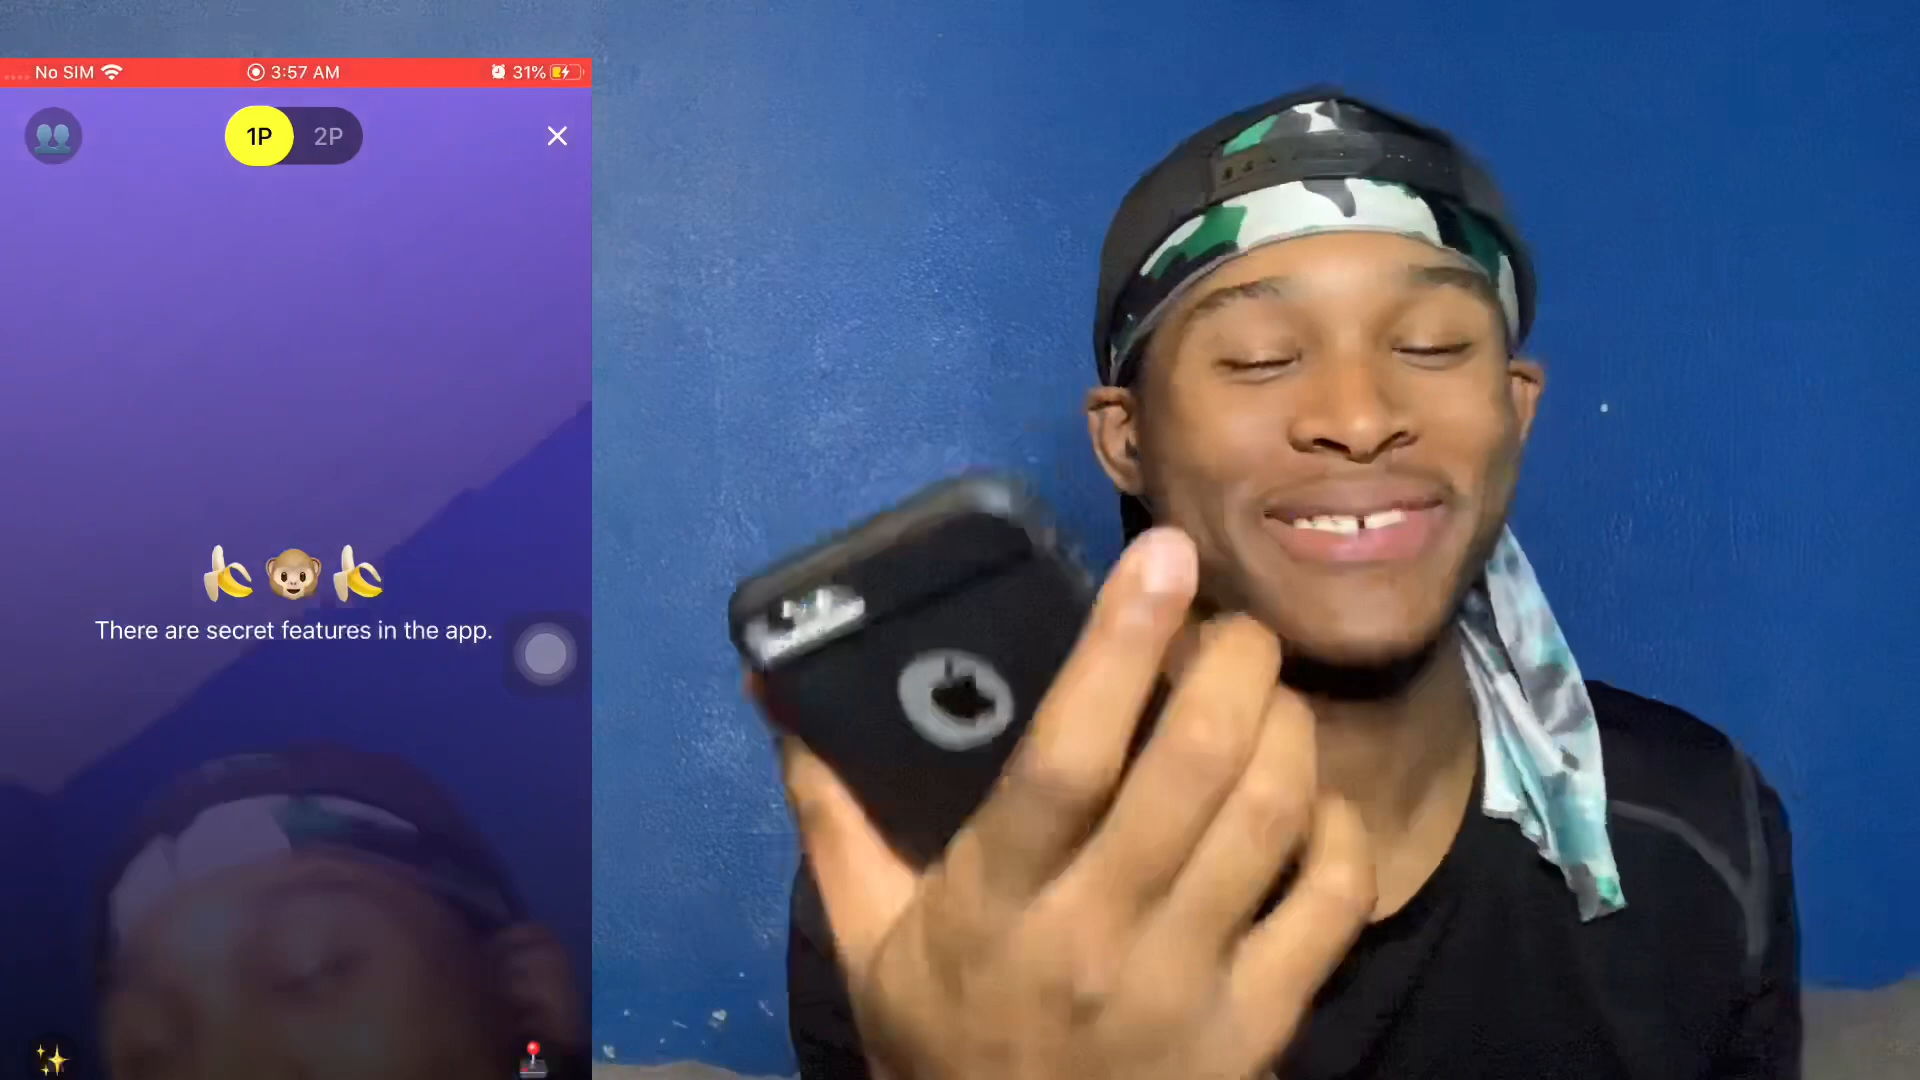 No SIM
3:57 AM
31%
1P
2P
There are secret features in the app.